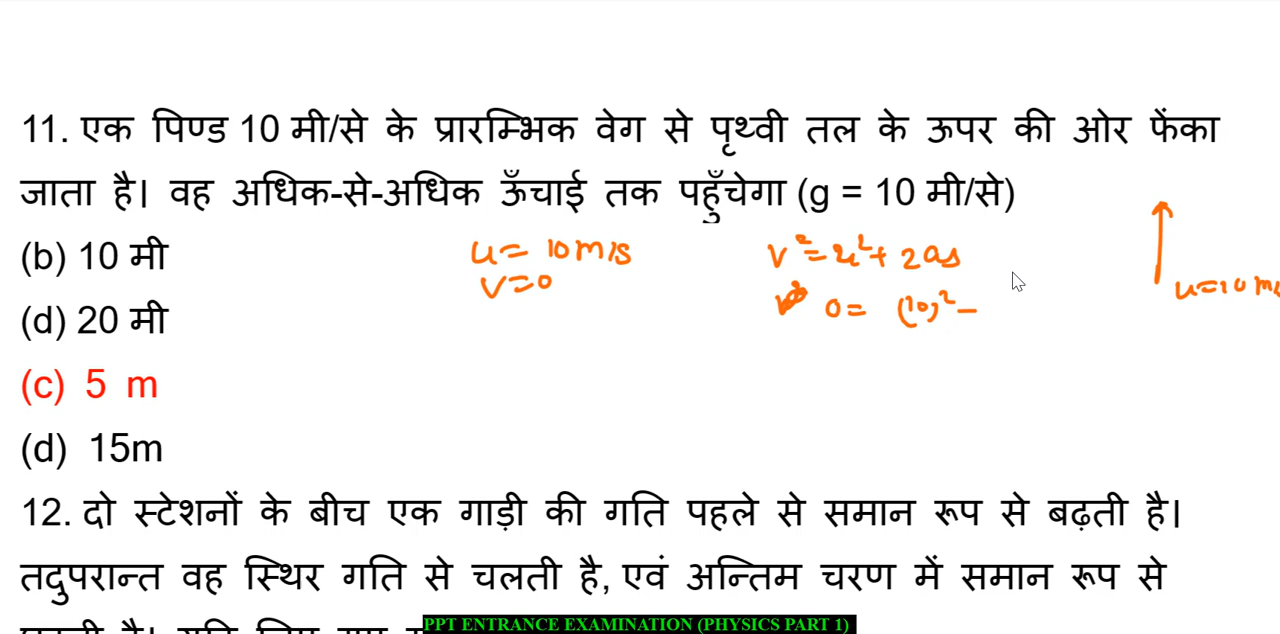 11. एक पिण्ड 10 मी/से के प्रारम्भिक वेग से पृथ्वी तल के ऊपर की ओर फेंका
जाता है। वह अधिक-से-अधिक ऊँचाई तक पहुँचेगा (g = 10 मी/से)
(b) 10 मी
u = 10 m/s
v² = u² + 2as
v = 0
u=10 m
0 = (10)² –
(d) 20 मी
(c) 5 m
(d) 15m
12. दो स्टेशनों के बीच एक गाड़ी की गति पहले से समान रूप से बढ़ती है।
तदुपरान्त वह स्थिर गति से चलती है, एवं अन्तिम चरण में समान रूप से
PPT ENTRANCE EXAMINATION (PHYSICS PART 1)